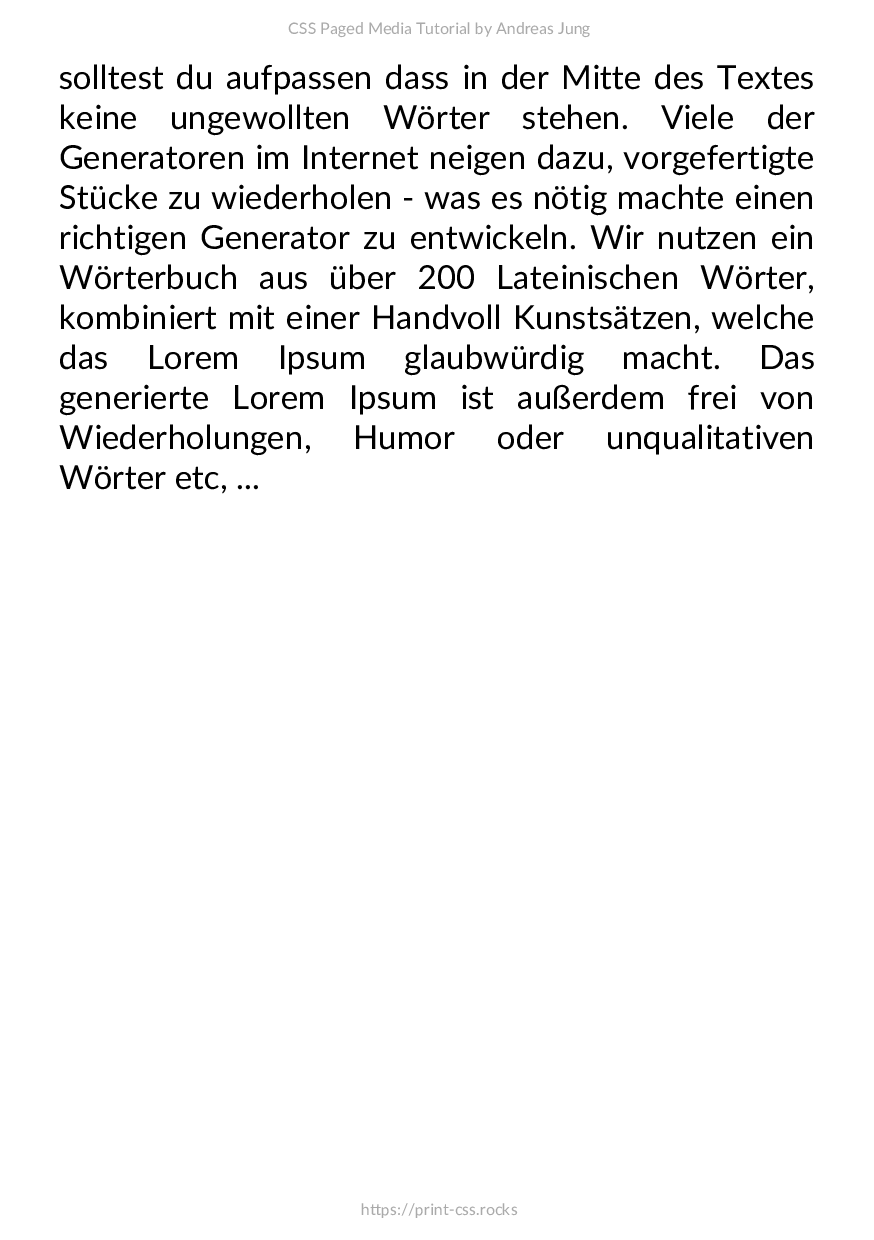 CSS Paged Media Tutorial by Andreas Jung
solltest du aufpassen dass in der Mitte des Textes
keine ungewollten Wörter stehen. Viele der
Generatoren im Internet neigen dazu, vorgefertigte
Stücke zu wiederholen - was es nötig machte einen
richtigen Generator zu entwickeln. Wir nutzen ein
Wörterbuch aus über 200 Lateinischen Wörter,
kombiniert mit einer Handvoll Kunstsätzen, welche
das Lorem Ipsum glaubwürdig macht. Das
generierte Lorem Ipsum ist außerdem frei von
Wiederholungen, Humor oder unqualitativen
Wörter etc, ...
https://print-css.rocks